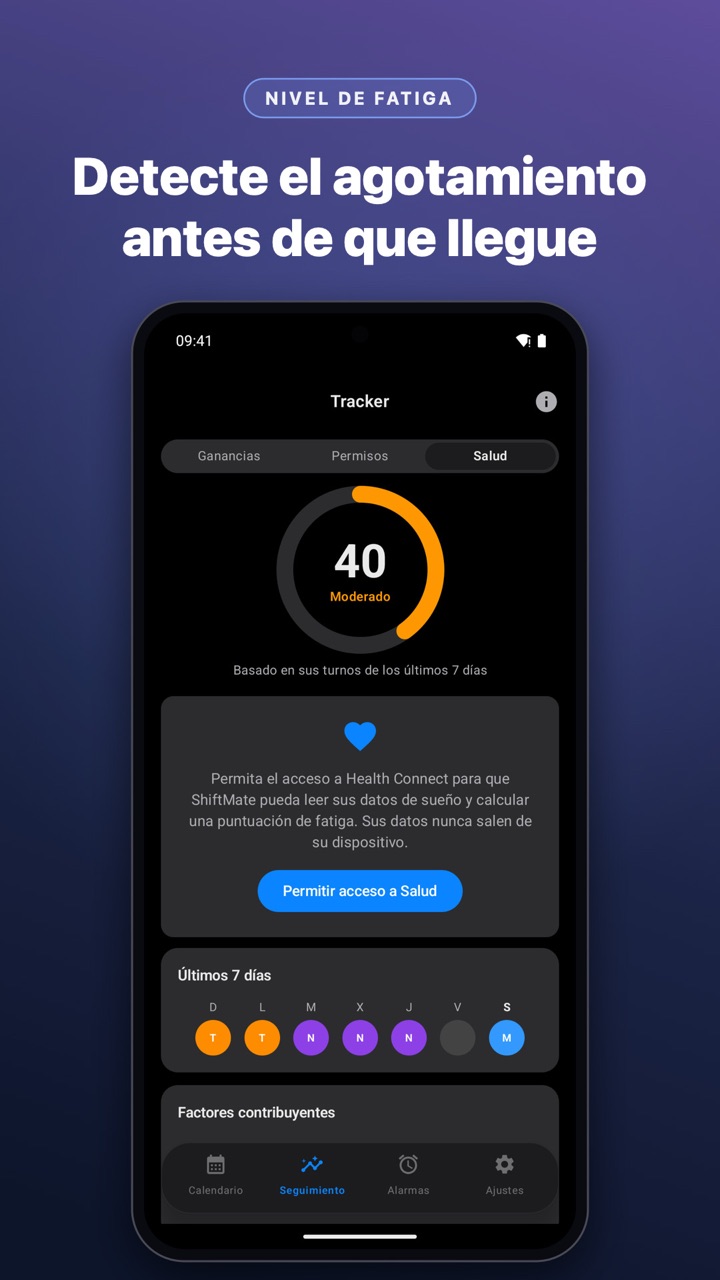 NIVEL DE FATIGA
Detecte el agotamiento
antes de que llegue
09:41
Tracker
Ganancias Permisos Salud
40
Moderado
Basado en sus turnos de los últimos 7 días
Permita el acceso a Health Connect para que
ShiftMate pueda leer sus datos de sueño y calcular
una puntuación de fatiga. Sus datos nunca salen de
su dispositivo.
Permitir acceso a Salud
Últimos 7 días
D L M X J V S
T T N N N M
Factores contribuyentes
Calendario Seguimiento Alarmas Ajustes